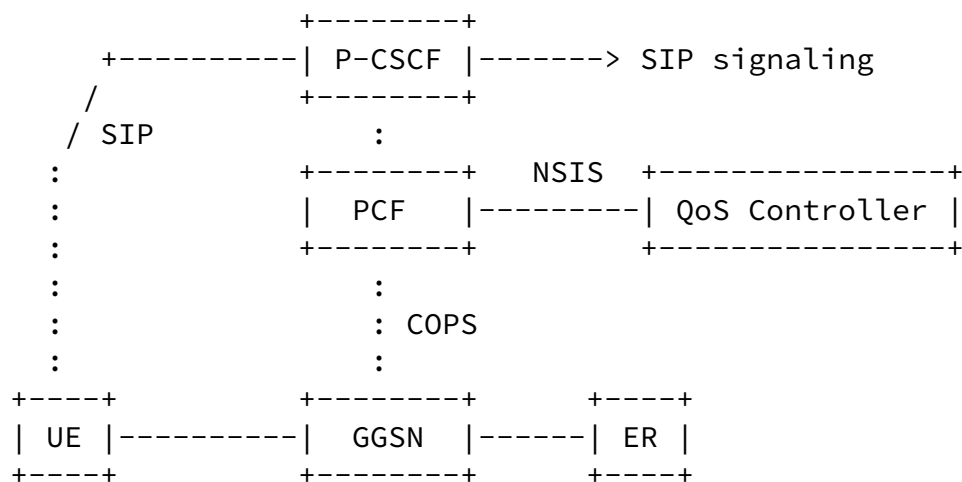 P-CSCF SIP signaling
SIP
NSIS
PCF QoS Controller
COPS
UE GGSN ER